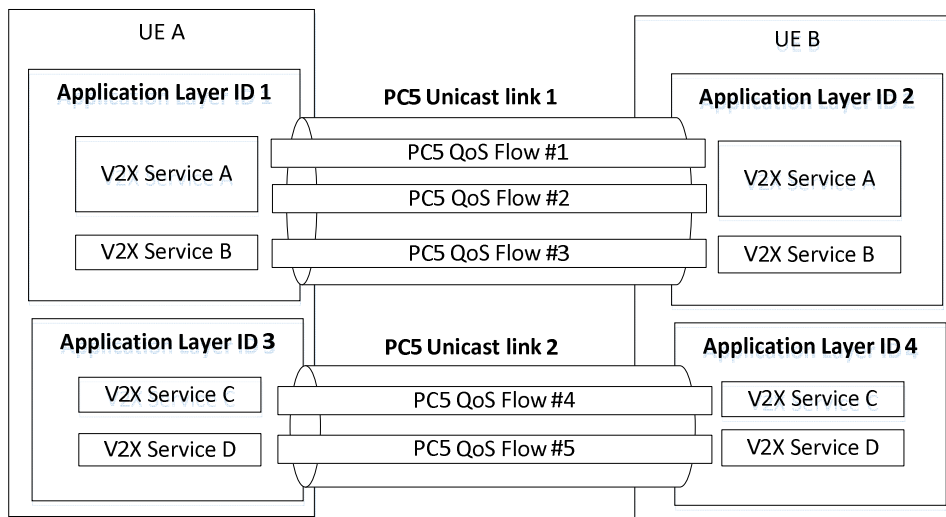 UE A
UE B
Application Layer ID 1
PC5 Unicast link 1
Application Layer ID 2
PC5 QoS Flow #1
V2X Service A
V2X Service A
PC5 QoS Flow #2
V2X Service B
PC5 QoS Flow #3
V2X Service B
Application Layer ID 3
PC5 Unicast link 2
Application Layer ID 4
V2X Service C
PC5 QoS Flow #4
V2X Service C
V2X Service D
PC5 QoS Flow #5
V2X Service D